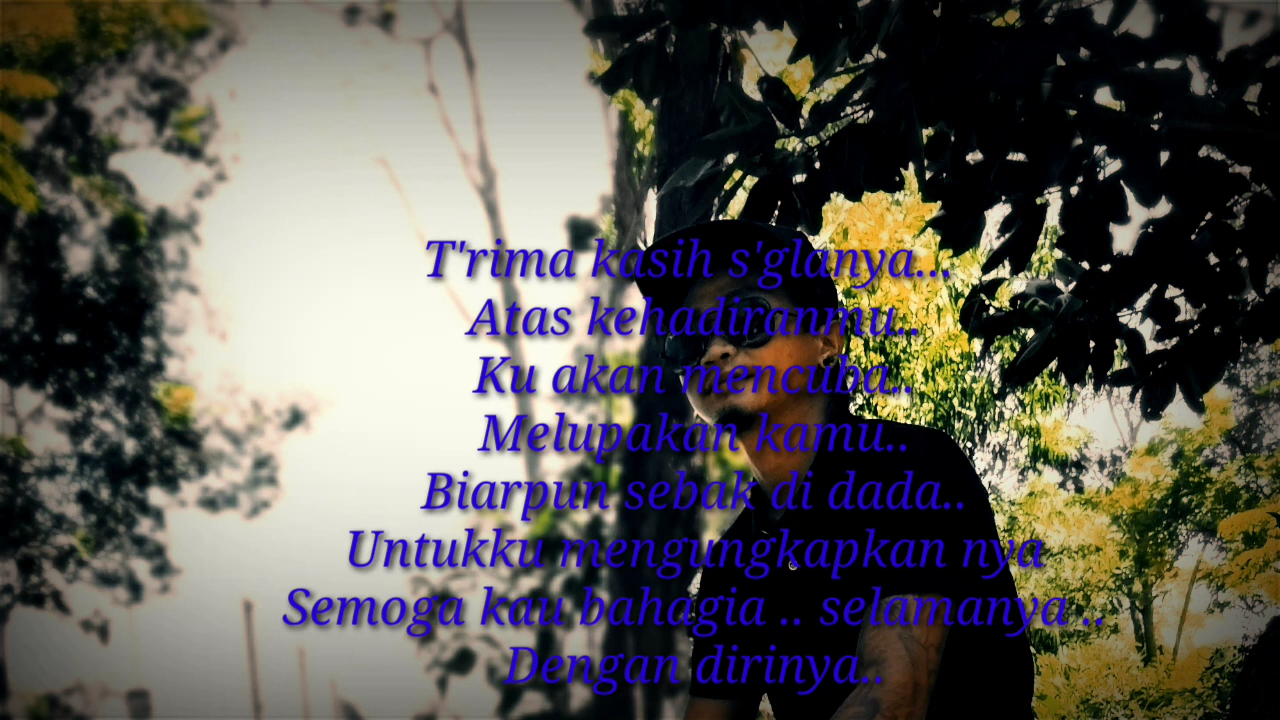 T'rima kasih s'glanya...
Atas kehadiranmu..
Ku akan mencuba..
Melupakan kamu..
Biarpun sebak di dada..
Untukku mengungkapkan nya
Semoga kau bahagia .. selamanya ..
Dengan dirinya..